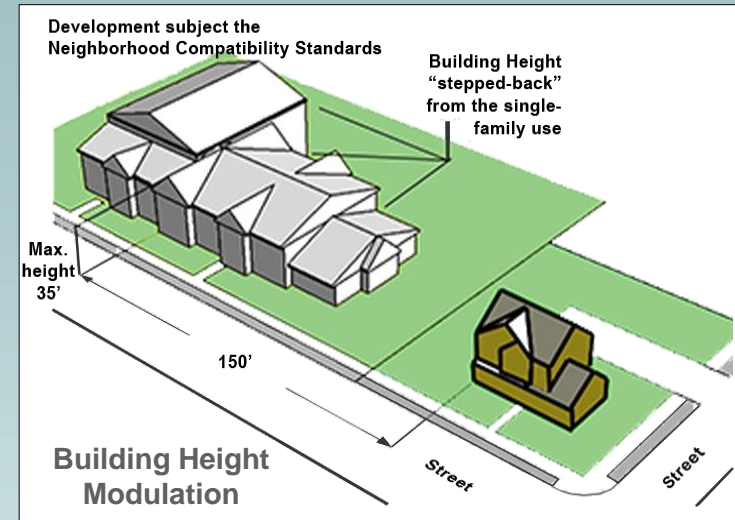 Development subject the
Neighborhood Compatibility Standards
Building Height
“stepped-back”
from the single-
family use
Max.
height
35’
150’
Building Height
Modulation
Street
Street